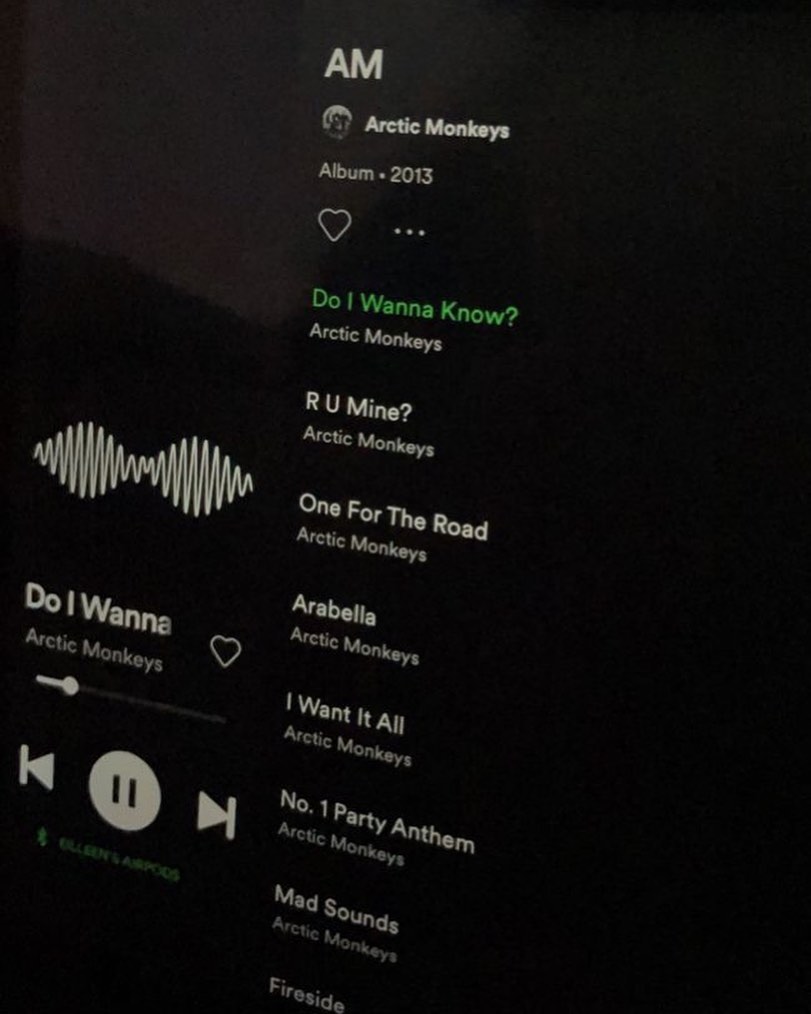 AM
Arctic Monkeys
Album • 2013
Do I Wanna Know?
Arctic Monkeys
R U Mine?
Arctic Monkeys
One For The Road
Arctic Monkeys
Arabella
Arctic Monkeys
I Want It All
Arctic Monkeys
No. 1 Party Anthem
Arctic Monkeys
Mad Sounds
Arctic Monkeys
Fireside
Do I Wanna
Arctic Monkeys
EILLEEN'S AIRPODS